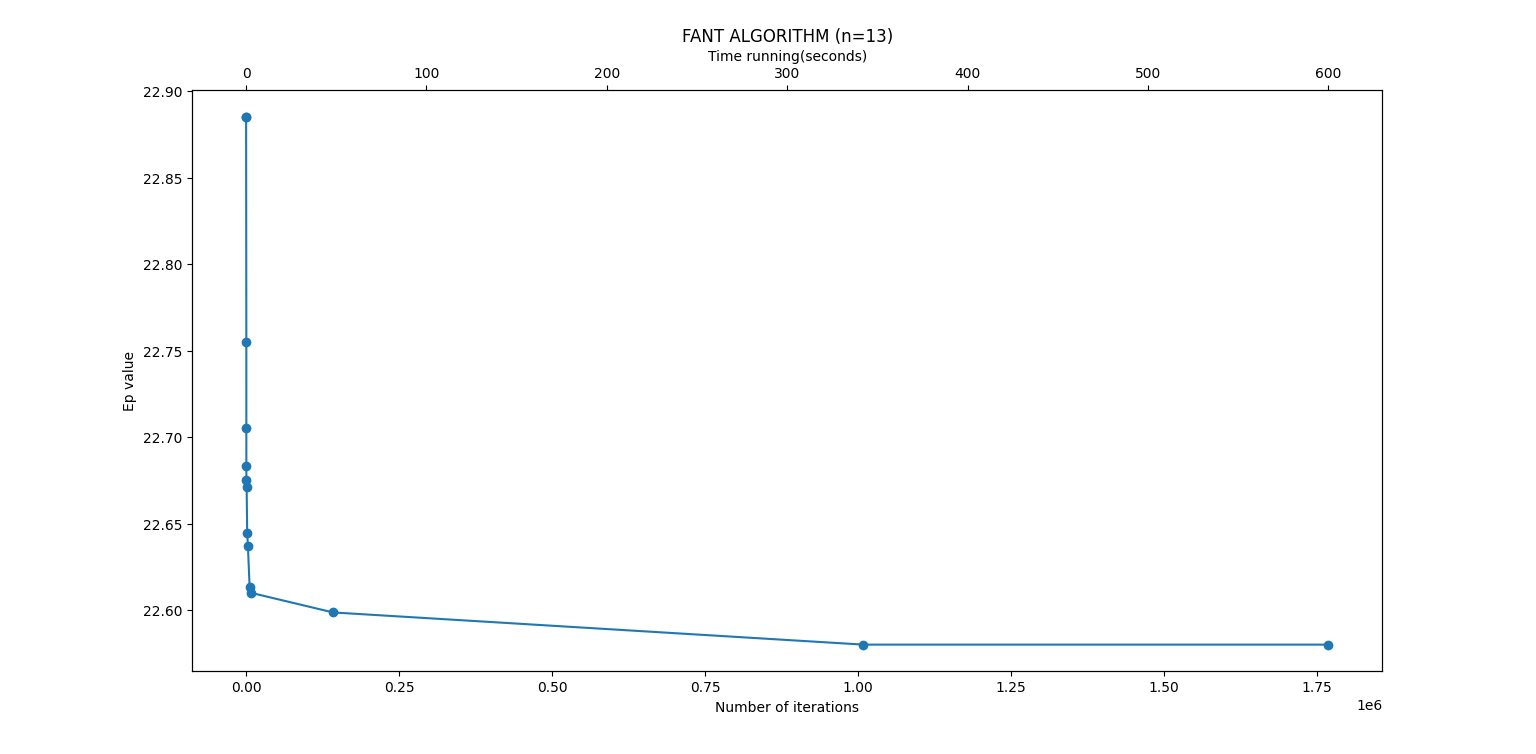 FANT ALGORITHM (n=13)
Time running(seconds)
0 100 200 300 400 500 600
22.90
22.85
22.80
22.75
22.70
22.65
22.60
Ep value
0.00 0.25 0.50 0.75 1.00 1.25 1.50 1.75
1e6
Number of iterations